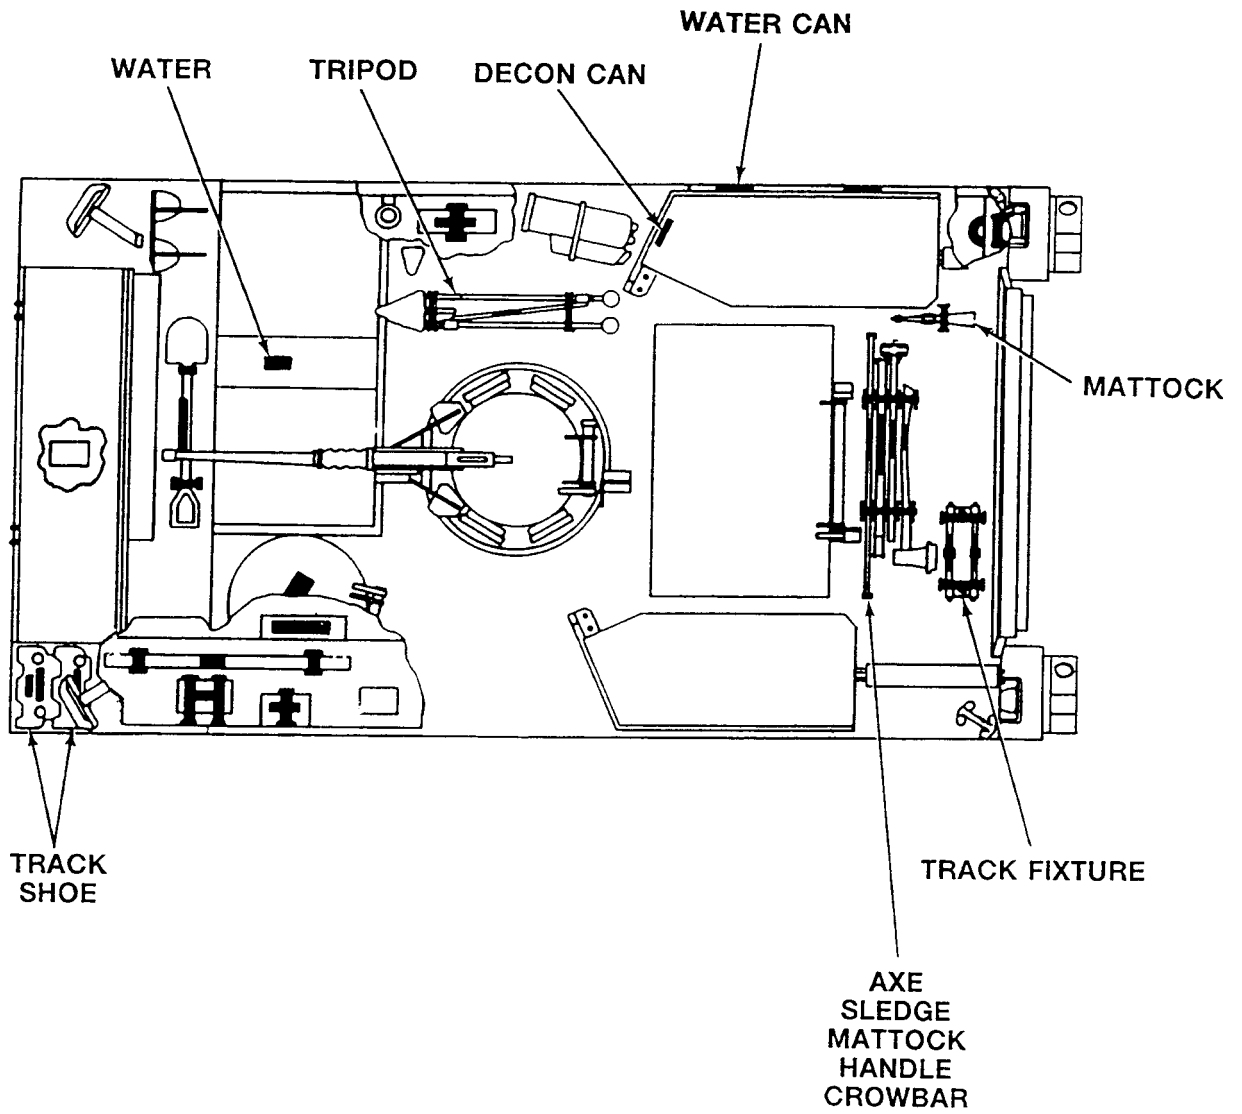 WATER CAN
WATER
TRIPOD
DECON CAN
MATTOCK
TRACK
SHOE
TRACK FIXTURE
AXE
SLEDGE
MATTOCK
HANDLE
CROWBAR